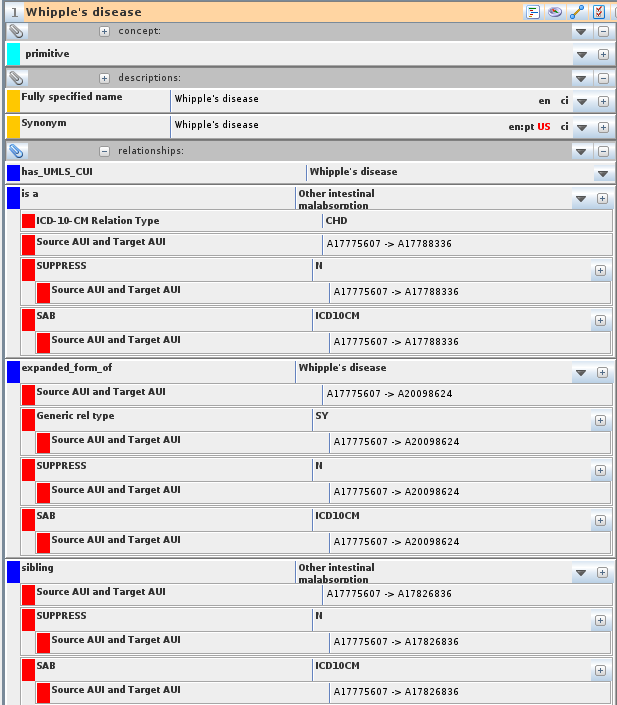 1 Whipple's disease
concept:
primitive
descriptions:
Fully specified name Whipple's disease en ci
Synonym Whipple's disease en:pt US ci
relationships:
has_UMLS_CUI Whipple's disease
is a Other intestinal
malabsorption
ICD-10-CM Relation Type CHD
Source AUI and Target AUI A17775607 -> A17788336
SUPPRESS N
Source AUI and Target AUI A17775607 -> A17788336
SAB ICD10CM
Source AUI and Target AUI A17775607 -> A17788336
expanded_form_of Whipple's disease
Source AUI and Target AUI A17775607 -> A20098624
Generic rel type SY
Source AUI and Target AUI A17775607 -> A20098624
SUPPRESS N
Source AUI and Target AUI A17775607 -> A20098624
SAB ICD10CM
Source AUI and Target AUI A17775607 -> A20098624
sibling Other intestinal
malabsorption
Source AUI and Target AUI A17775607 -> A17826836
SUPPRESS N
Source AUI and Target AUI A17775607 -> A17826836
SAB ICD10CM
Source AUI and Target AUI A17775607 -> A17826836